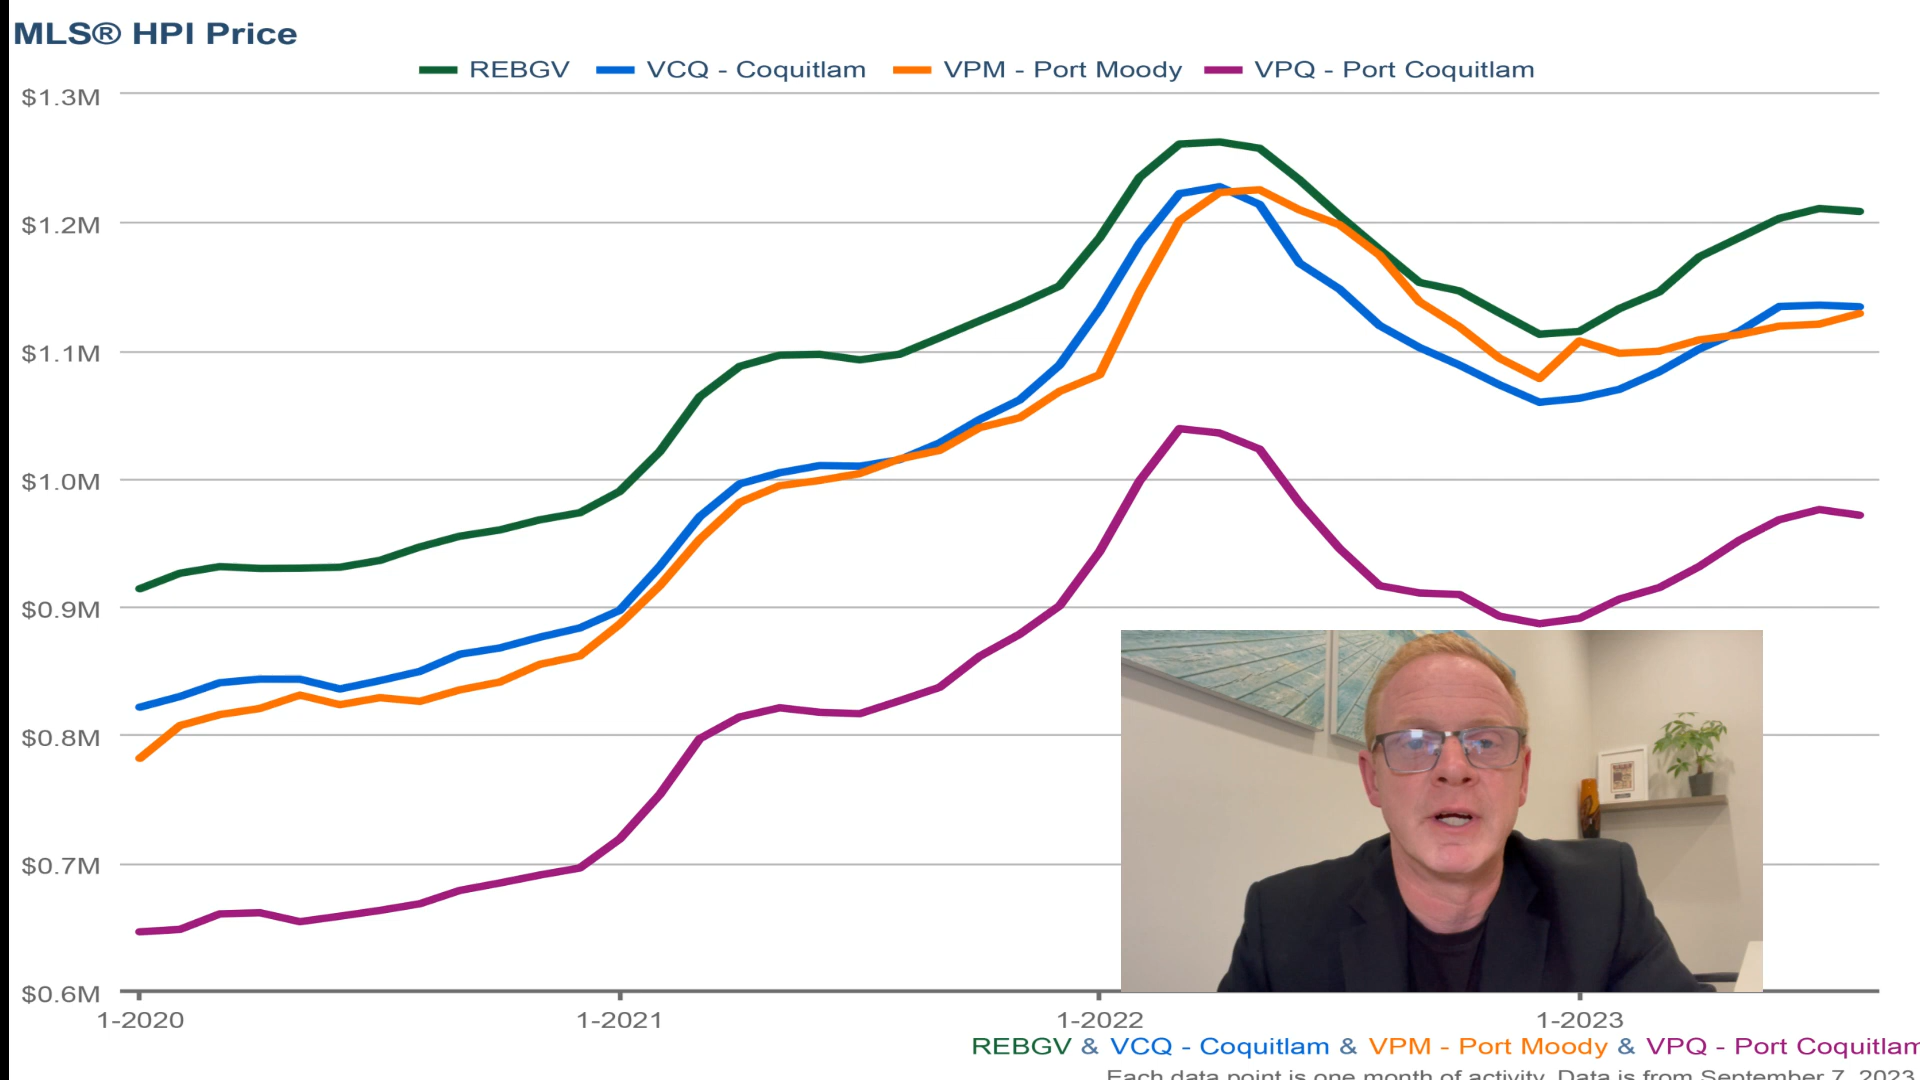 MLS® HPI Price
REBGV VCQ - Coquitlam VPM - Port Moody VPQ - Port Coquitlam
$1.3M
$1.2M
$1.1M
$1.0M
$0.9M
$0.8M
$0.7M
$0.6M
1-2020 1-2021 1-2022 1-2023
REBGV & VCQ - Coquitlam & VPM - Port Moody & VPQ - Port Coquitlam
Each data point is one month of activity. Data is from September 7, 2023